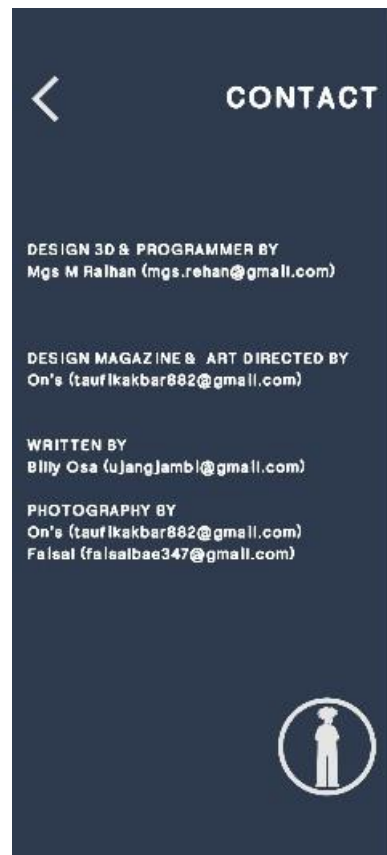 CONTACT
DESIGN 3D & PROGRAMMER BY
Mgs M Raihan (mgs.rehan@gmail.com)
DESIGN MAGAZINE & ART DIRECTED BY
On's (taufikakbar882@gmail.com)
WRITTEN BY
Billy Osa (ujangjambi@gmail.com)
PHOTOGRAPHY BY
On's (taufikakbar882@gmail.com)
Faisal (faisalbae347@gmail.com)